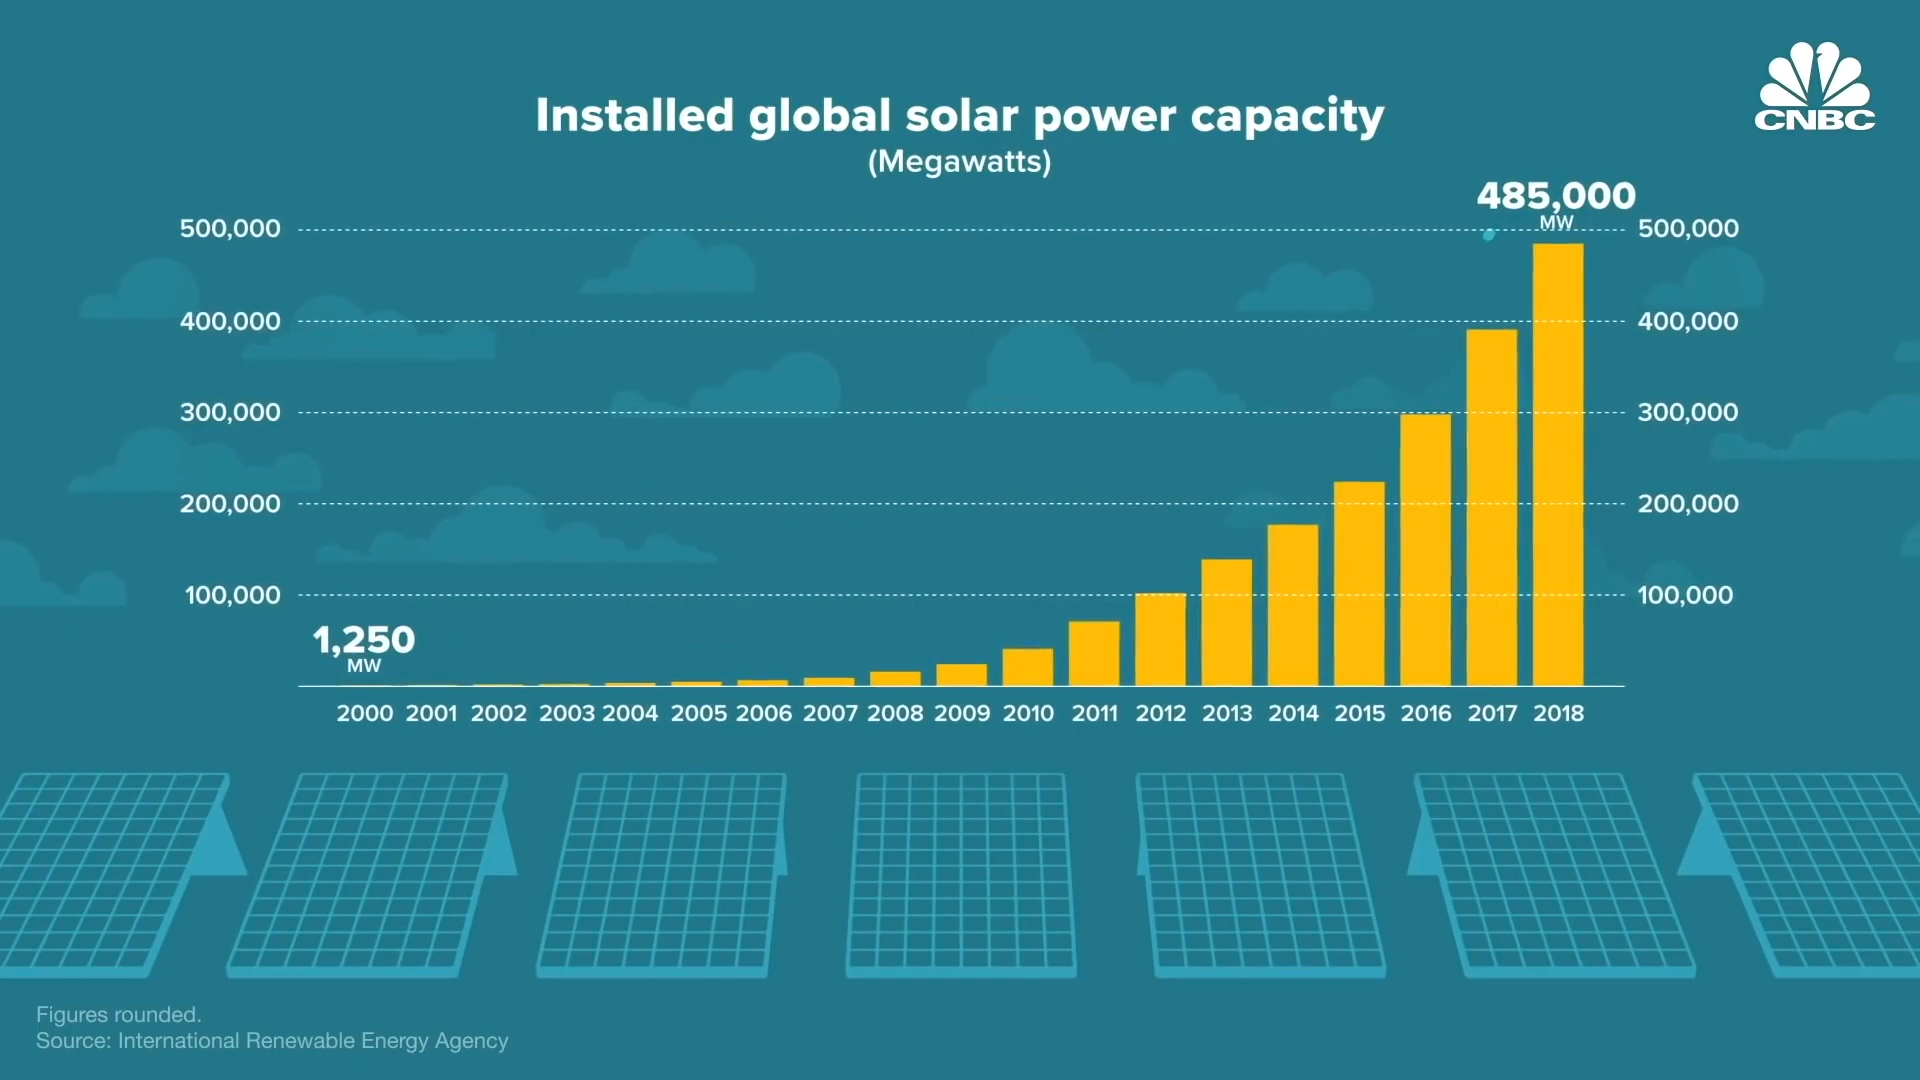 CNBC
Installed global solar power capacity
(Megawatts)
485,000
MW
500,000 500,000
400,000 400,000
300,000 300,000
200,000 200,000
100,000 100,000
1,250
MW
2000 2001 2002 2003 2004 2005 2006 2007 2008 2009 2010 2011 2012 2013 2014 2015 2016 2017 2018
Figures rounded.
Source: International Renewable Energy Agency